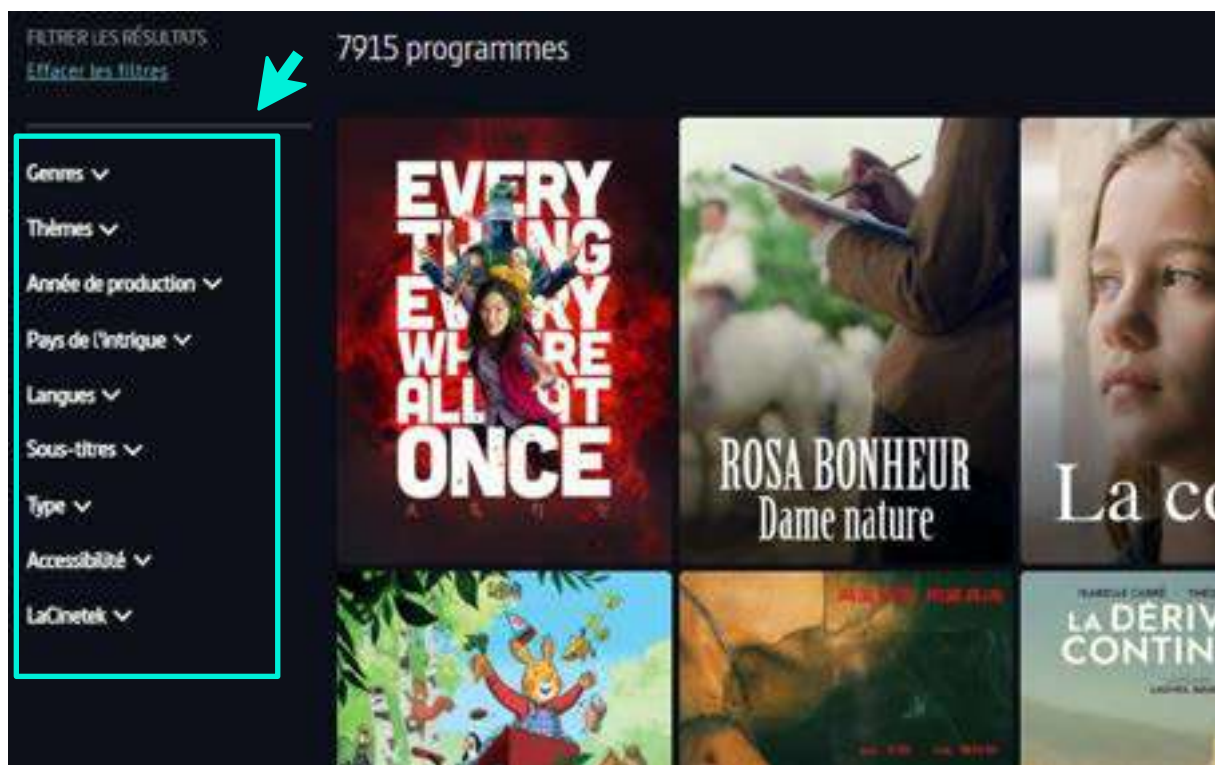 FILTRER LES RÉSULTATS
Effacer les filtres
7915 programmes
Genres
Thèmes
Année de production
Pays de l'intrigue
Langues
Sous-titres
Type
Accessibilité
LaCinetek
EVERY
THING
EVERY
WHERE
ALL AT
ONCE
ROSA BONHEUR
Dame nature
La co
ISABELLE CARRÉ
LA DÉRIV
CONTIN